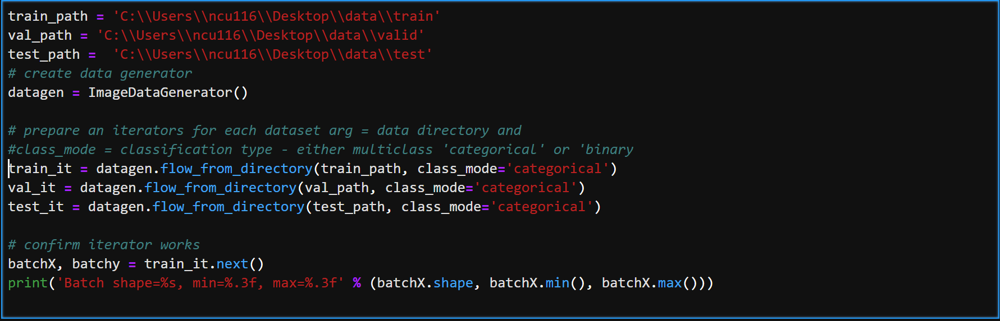 train_path = 'C:\\Users\\ncu116\\Desktop\\data\\train'
val_path = 'C:\\Users\\ncu116\\Desktop\\data\\valid'
test_path =  'C:\\Users\\ncu116\\Desktop\\data\\test'
# create data generator
datagen = ImageDataGenerator()

# prepare an iterators for each dataset arg = data directory and
#class_mode = classification type - either multiclass 'categorical' or 'binary
train_it = datagen.flow_from_directory(train_path, class_mode='categorical')
val_it = datagen.flow_from_directory(val_path, class_mode='categorical')
test_it = datagen.flow_from_directory(test_path, class_mode='categorical')

# confirm iterator works
batchX, batchy = train_it.next()
print('Batch shape=%s, min=%.3f, max=%.3f' % (batchX.shape, batchX.min(), batchX.max()))